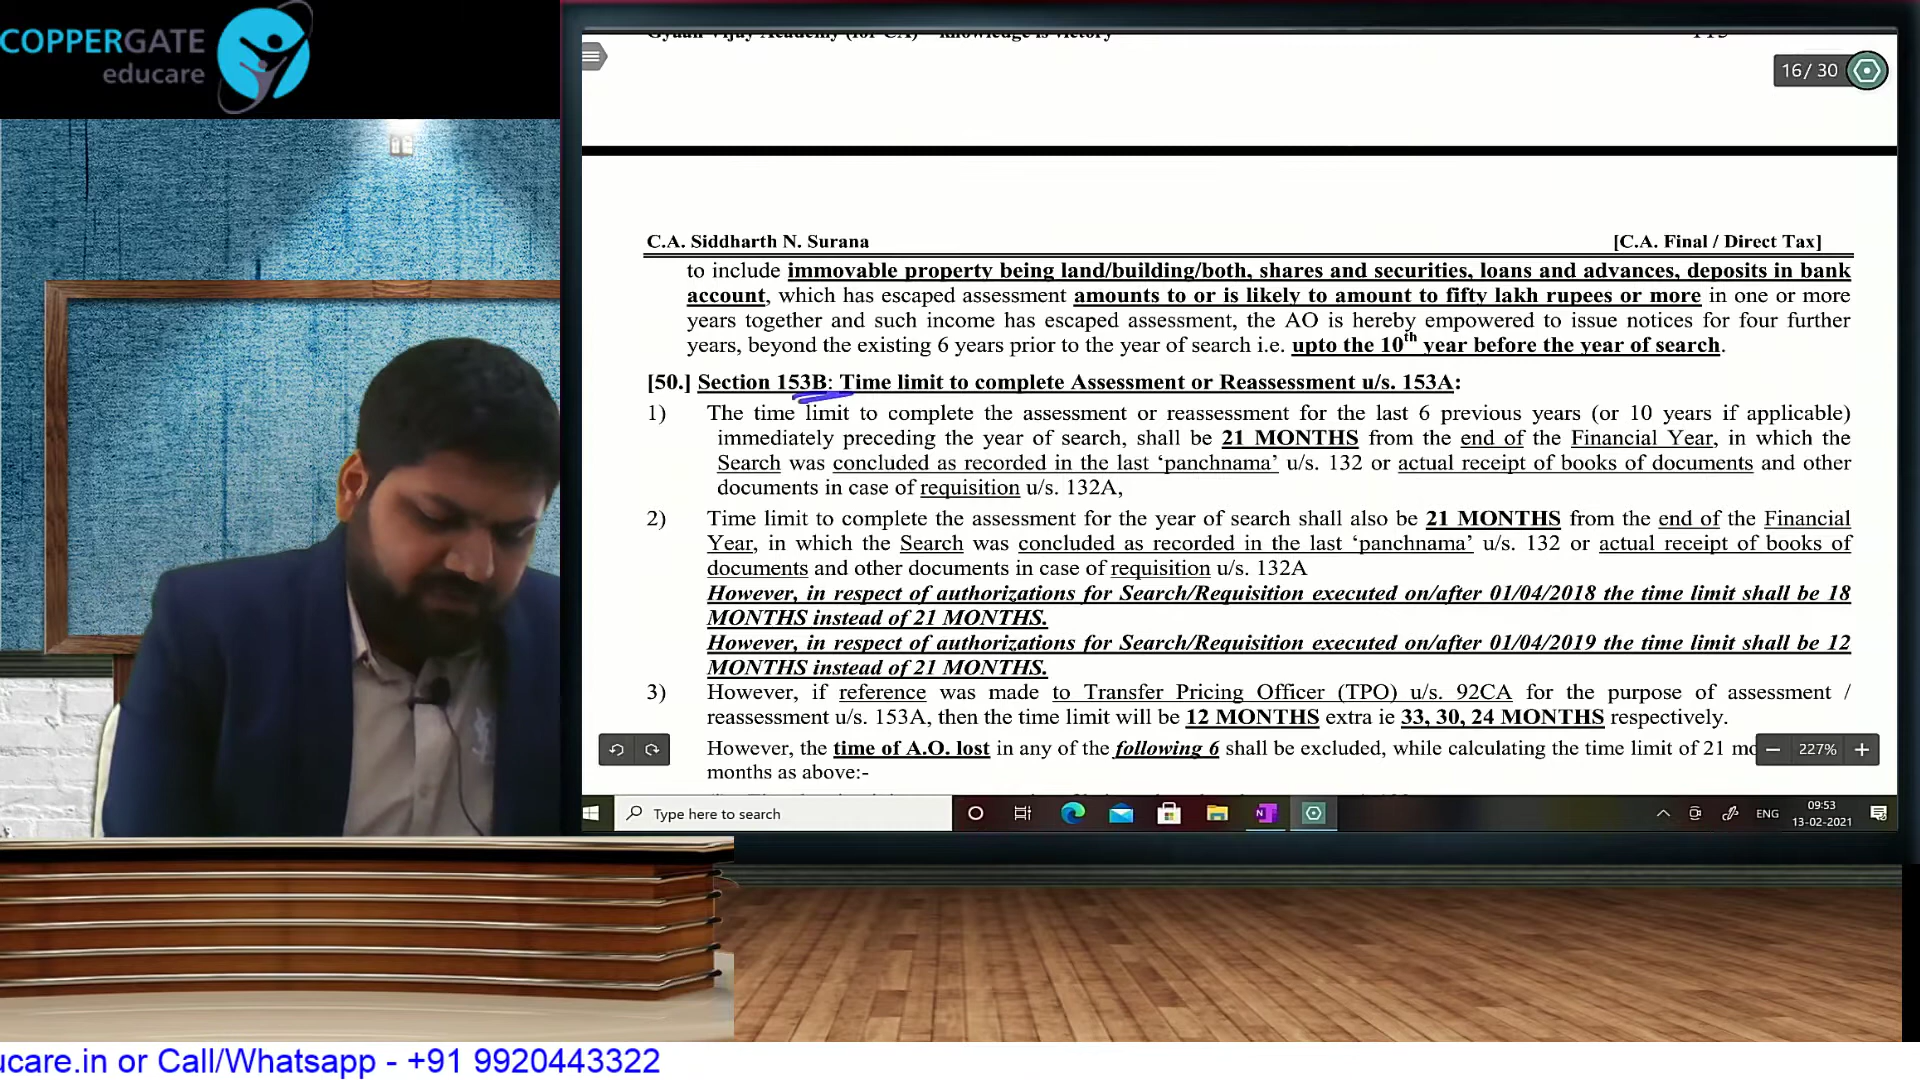 COPPERGATE
educare
16 / 30
C.A. Siddharth N. Surana [C.A. Final / Direct Tax]
to include immovable property being land/building/both, shares and securities, loans and advances, deposits in bank
account, which has escaped assessment amounts to or is likely to amount to fifty lakh rupees or more in one or more
years together and such income has escaped assessment, the AO is hereby empowered to issue notices for four further
years, beyond the existing 6 years prior to the year of search i.e. upto the 10th year before the year of search.
[50.] Section 153B: Time limit to complete Assessment or Reassessment u/s. 153A:
1) The time limit to complete the assessment or reassessment for the last 6 previous years (or 10 years if applicable)
immediately preceding the year of search, shall be 21 MONTHS from the end of the Financial Year, in which the
Search was concluded as recorded in the last ‘panchnama’ u/s. 132 or actual receipt of books of documents and other
documents in case of requisition u/s. 132A,
2) Time limit to complete the assessment for the year of search shall also be 21 MONTHS from the end of the Financial
Year, in which the Search was concluded as recorded in the last ‘panchnama’ u/s. 132 or actual receipt of books of
documents and other documents in case of requisition u/s. 132A
However, in respect of authorizations for Search/Requisition executed on/after 01/04/2018 the time limit shall be 18
MONTHS instead of 21 MONTHS.
However, in respect of authorizations for Search/Requisition executed on/after 01/04/2019 the time limit shall be 12
MONTHS instead of 21 MONTHS.
3) However, if reference was made to Transfer Pricing Officer (TPO) u/s. 92CA for the purpose of assessment /
reassessment u/s. 153A, then the time limit will be 12 MONTHS extra ie 33, 30, 24 MONTHS respectively.
However, the time of A.O. lost in any of the following 6 shall be excluded, while calculating the time limit of 21
months as above:-
227%
Type here to search
ENG
09:53
13-02-2021
care.in or Call/Whatsapp - +91 9920443322